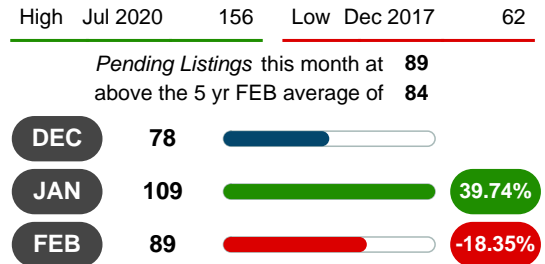 High Jul 2020 156 Low Dec 2017 62
Pending Listings this month at 89
above the 5 yr FEB average of 84
DEC 78
JAN 109 39.74%
FEB 89 -18.35%